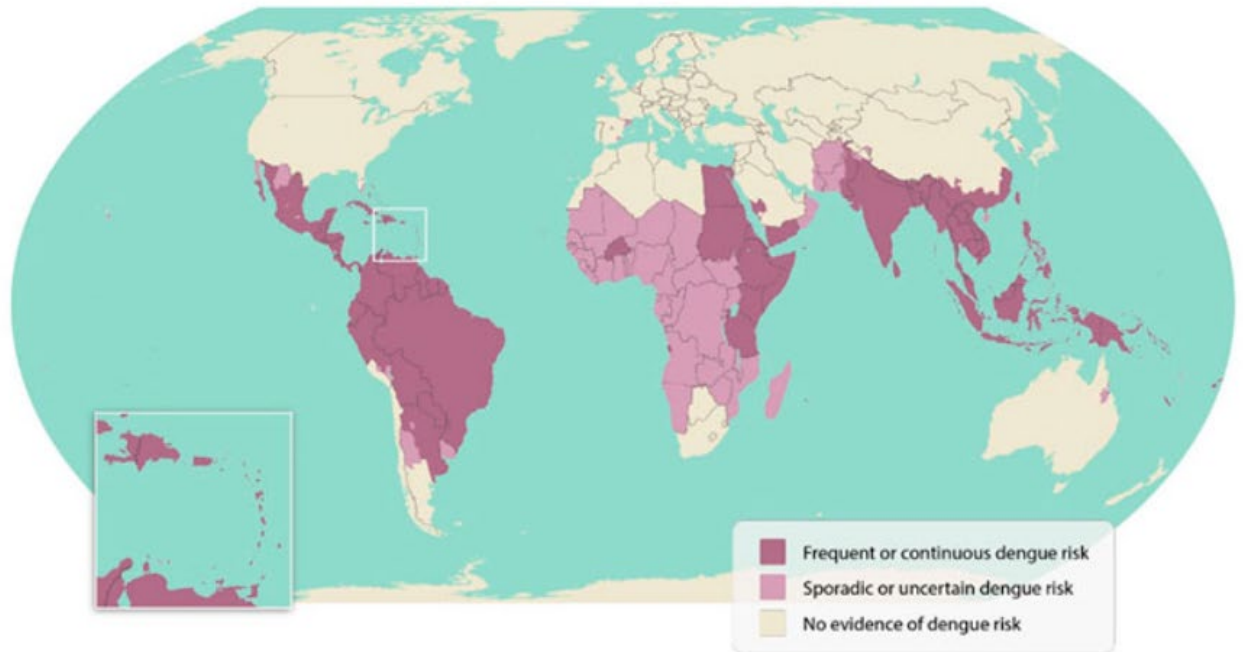 Frequent or continuous dengue risk
Sporadic or uncertain dengue risk
No evidence of dengue risk